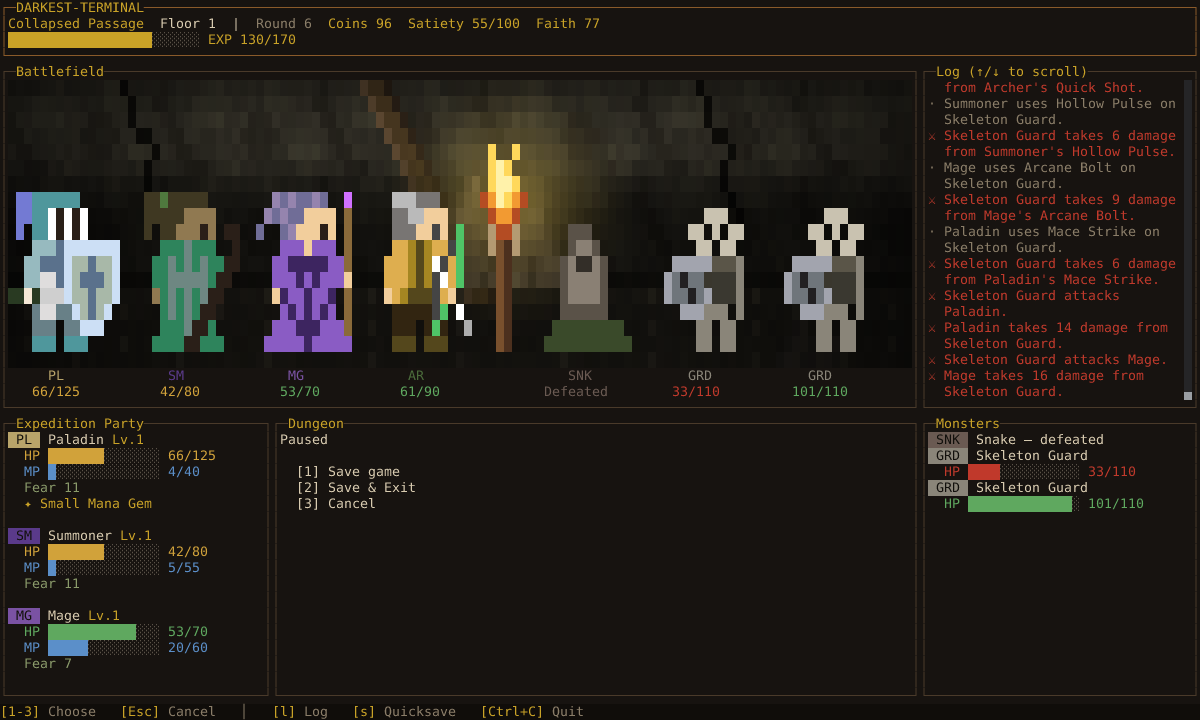 DARKEST-TERMINAL
Collapsed Passage  Floor 1  |  Round 6  Coins 96  Satiety 55/100  Faith 77
EXP 130/170
Battlefield
PL  SM  MG  AR  SNK  GRD  GRD
66/125  42/80  53/70  61/90  Defeated  33/110  101/110
Log (↑/↓ to scroll)
from Archer's Quick Shot.
· Summoner uses Hollow Pulse on
Skeleton Guard.
⚔ Skeleton Guard takes 6 damage
from Summoner's Hollow Pulse.
· Mage uses Arcane Bolt on
Skeleton Guard.
⚔ Skeleton Guard takes 9 damage
from Mage's Arcane Bolt.
· Paladin uses Mace Strike on
Skeleton Guard.
⚔ Skeleton Guard takes 6 damage
from Paladin's Mace Strike.
⚔ Skeleton Guard attacks
Paladin.
⚔ Paladin takes 14 damage from
Skeleton Guard.
⚔ Skeleton Guard attacks Mage.
⚔ Mage takes 16 damage from
Skeleton Guard.
Expedition Party
PL Paladin Lv.1
HP 66/125
MP 4/40
Fear 11
✦ Small Mana Gem
SM Summoner Lv.1
HP 42/80
MP 5/55
Fear 11
MG Mage Lv.1
HP 53/70
MP 20/60
Fear 7
Dungeon
Paused
[1] Save game
[2] Save & Exit
[3] Cancel
Monsters
SNK Snake — defeated
GRD Skeleton Guard
HP 33/110
GRD Skeleton Guard
HP 101/110
[1-3] Choose  [Esc] Cancel  |  [l] Log  [s] Quicksave  [Ctrl+C] Quit